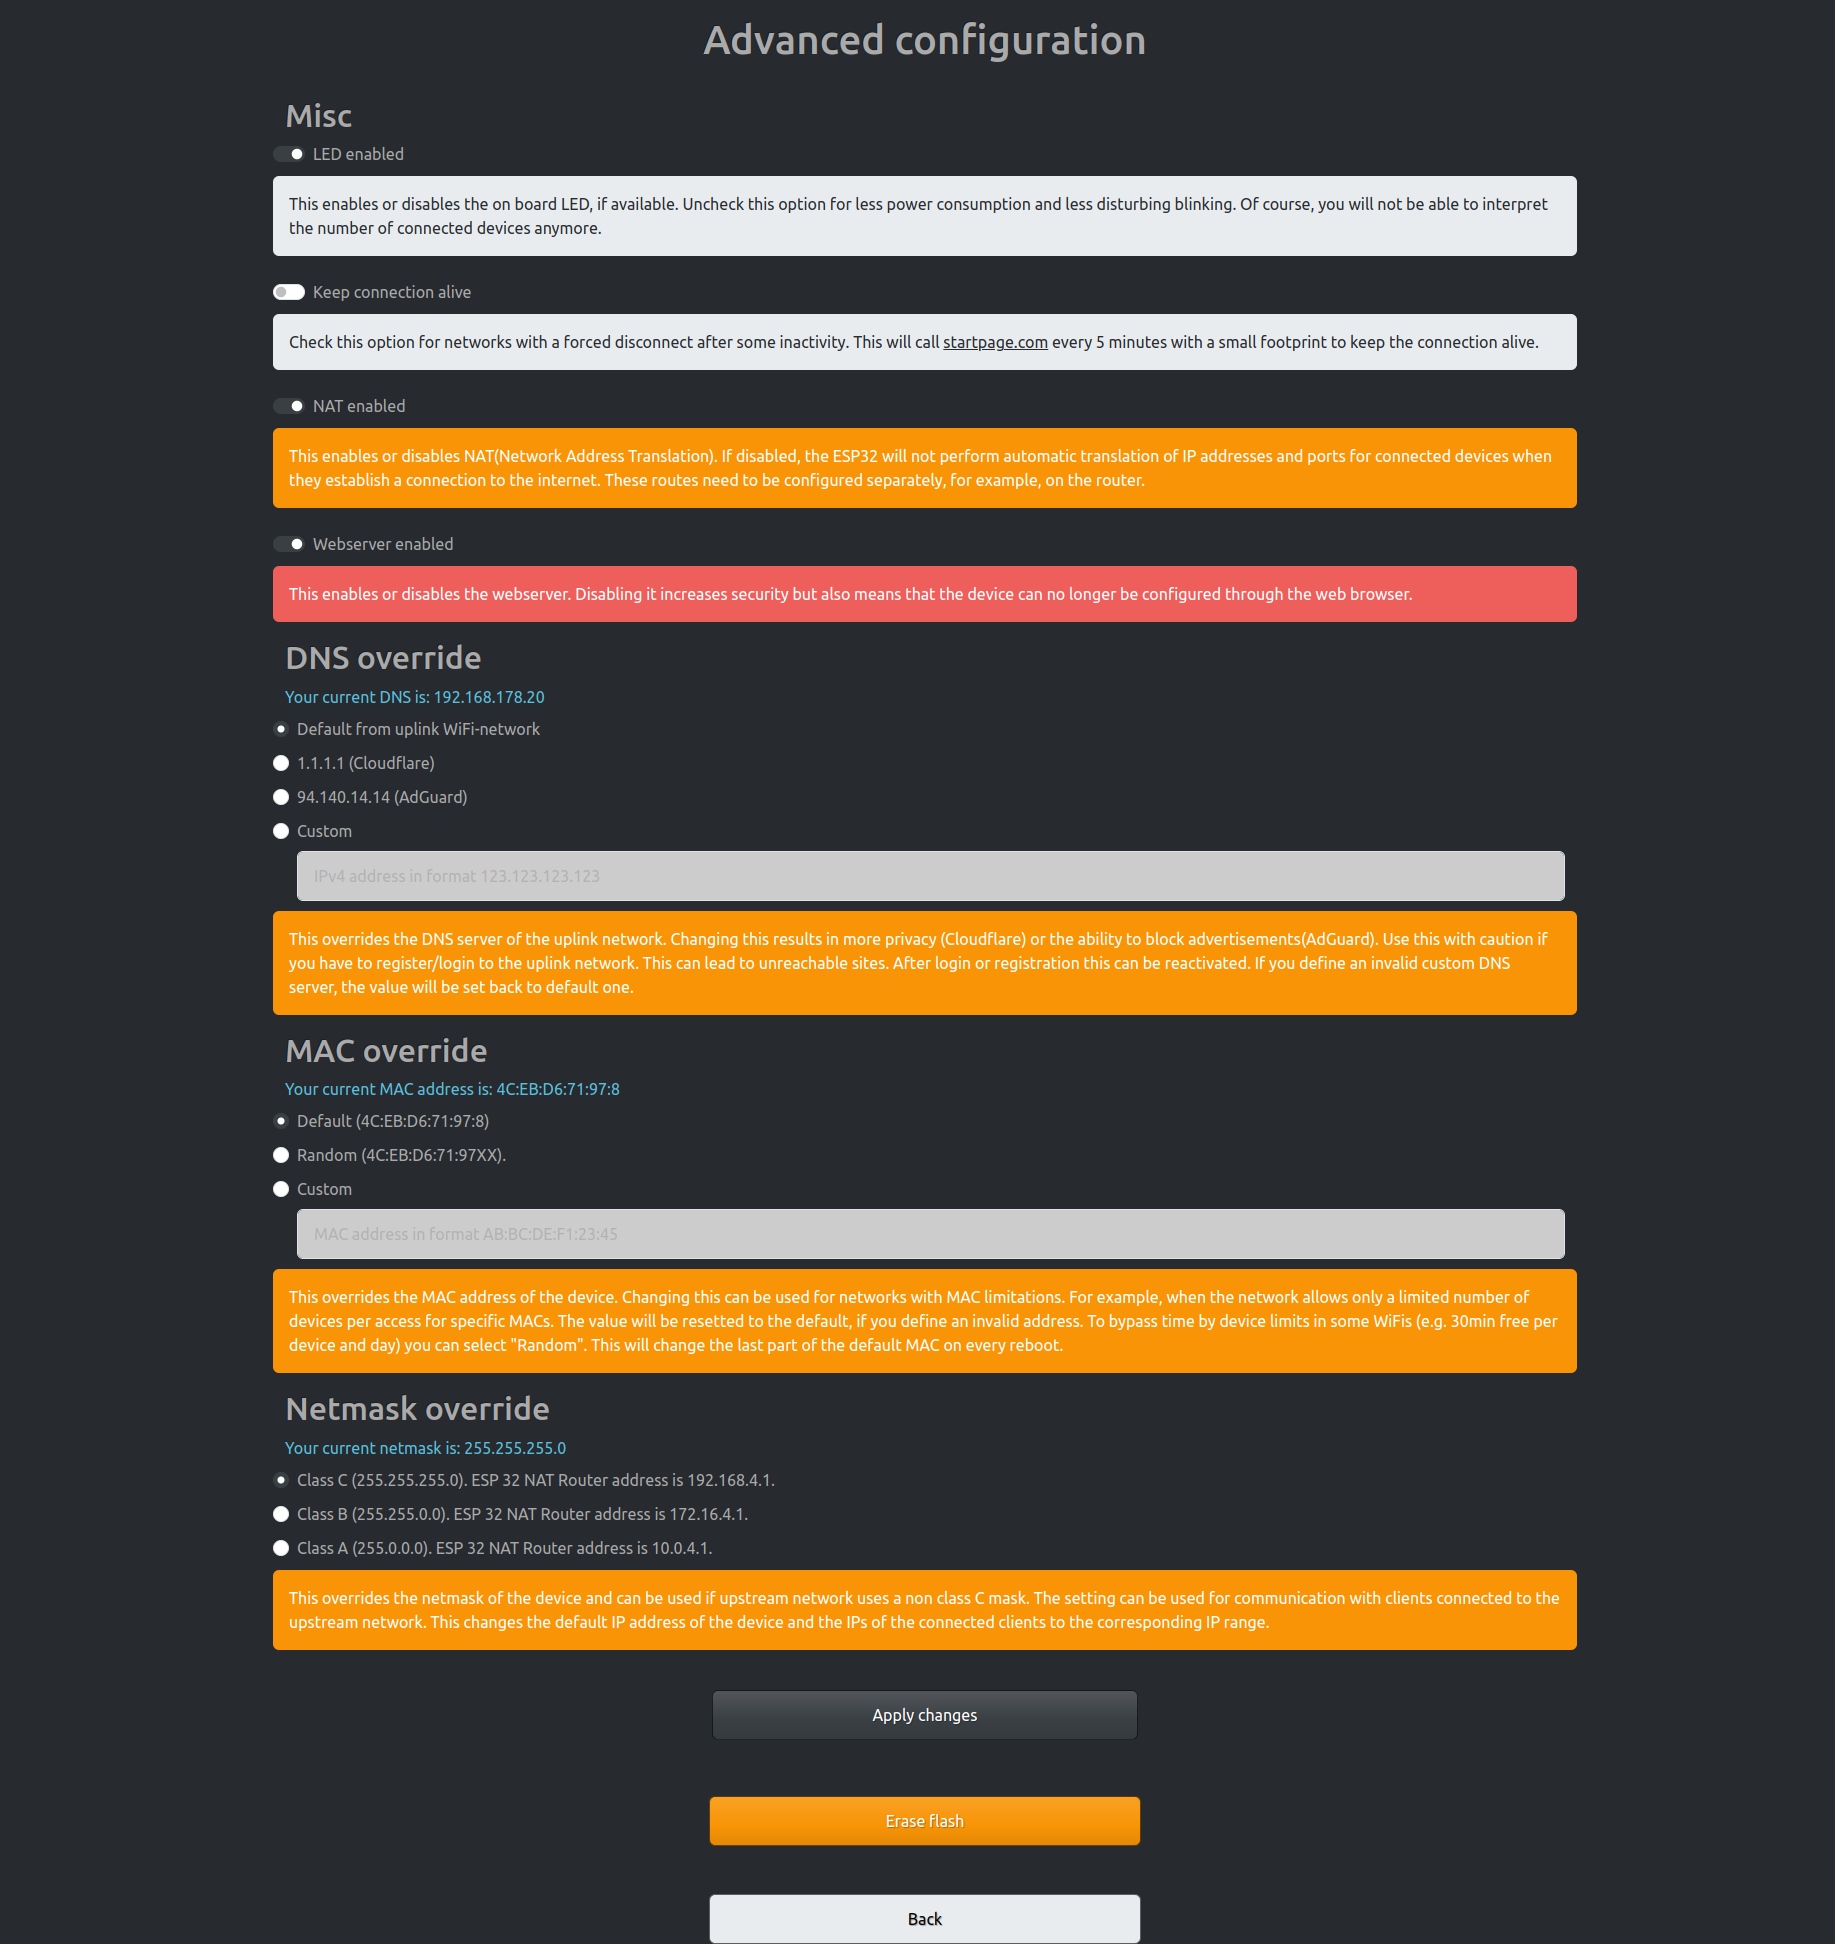 Advanced configuration
Misc
LED enabled
This enables or disables the on board LED, if available. Uncheck this option for less power consumption and less disturbing blinking. Of course, you will not be able to interpret
the number of connected devices anymore.
Keep connection alive
Check this option for networks with a forced disconnect after some inactivity. This will call startpage.com every 5 minutes with a small footprint to keep the connection alive.
NAT enabled
This enables or disables NAT(Network Address Translation). If disabled, the ESP32 will not perform automatic translation of IP addresses and ports for connected devices when
they establish a connection to the internet. These routes need to be configured separately, for example, on the router.
Webserver enabled
This enables or disables the webserver. Disabling it increases security but also means that the device can no longer be configured through the web browser.
DNS override
Your current DNS is: 192.168.178.20
Default from uplink WiFi-network
1.1.1.1 (Cloudflare)
94.140.14.14 (AdGuard)
Custom
IPv4 address in format 123.123.123.123
This overrides the DNS server of the uplink network. Changing this results in more privacy (Cloudflare) or the ability to block advertisements(AdGuard). Use this with caution if
you have to register/login to the uplink network. This can lead to unreachable sites. After login or registration this can be reactivated. If you define an invalid custom DNS
server, the value will be set back to default one.
MAC override
Your current MAC address is: 4C:EB:D6:71:97:8
Default (4C:EB:D6:71:97:8)
Random (4C:EB:D6:71:97XX).
Custom
MAC address in format AB:BC:DE:F1:23:45
This overrides the MAC address of the device. Changing this can be used for networks with MAC limitations. For example, when the network allows only a limited number of
devices per access for specific MACs. The value will be resetted to the default, if you define an invalid address. To bypass time by device limits in some WiFis (e.g. 30min free per
device and day) you can select "Random". This will change the last part of the default MAC on every reboot.
Netmask override
Your current netmask is: 255.255.255.0
Class C (255.255.255.0). ESP 32 NAT Router address is 192.168.4.1.
Class B (255.255.0.0). ESP 32 NAT Router address is 172.16.4.1.
Class A (255.0.0.0). ESP 32 NAT Router address is 10.0.4.1.
This overrides the netmask of the device and can be used if upstream network uses a non class C mask. The setting can be used for communication with clients connected to the
upstream network. This changes the default IP address of the device and the IPs of the connected clients to the corresponding IP range.
Apply changes
Erase flash
Back